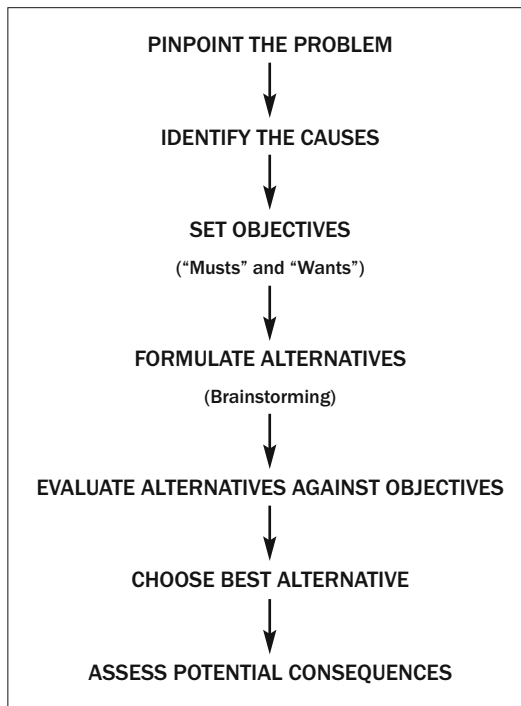 PINPOINT THE PROBLEM
IDENTIFY THE CAUSES
SET OBJECTIVES
(“Musts” and “Wants”)
FORMULATE ALTERNATIVES
(Brainstorming)
EVALUATE ALTERNATIVES AGAINST OBJECTIVES
CHOOSE BEST ALTERNATIVE
ASSESS POTENTIAL CONSEQUENCES